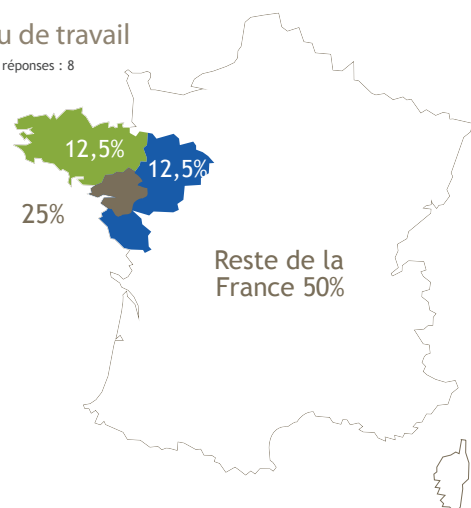 u de travail
réponses : 8
12,5%
12,5%
25%
Reste de la
France 50%